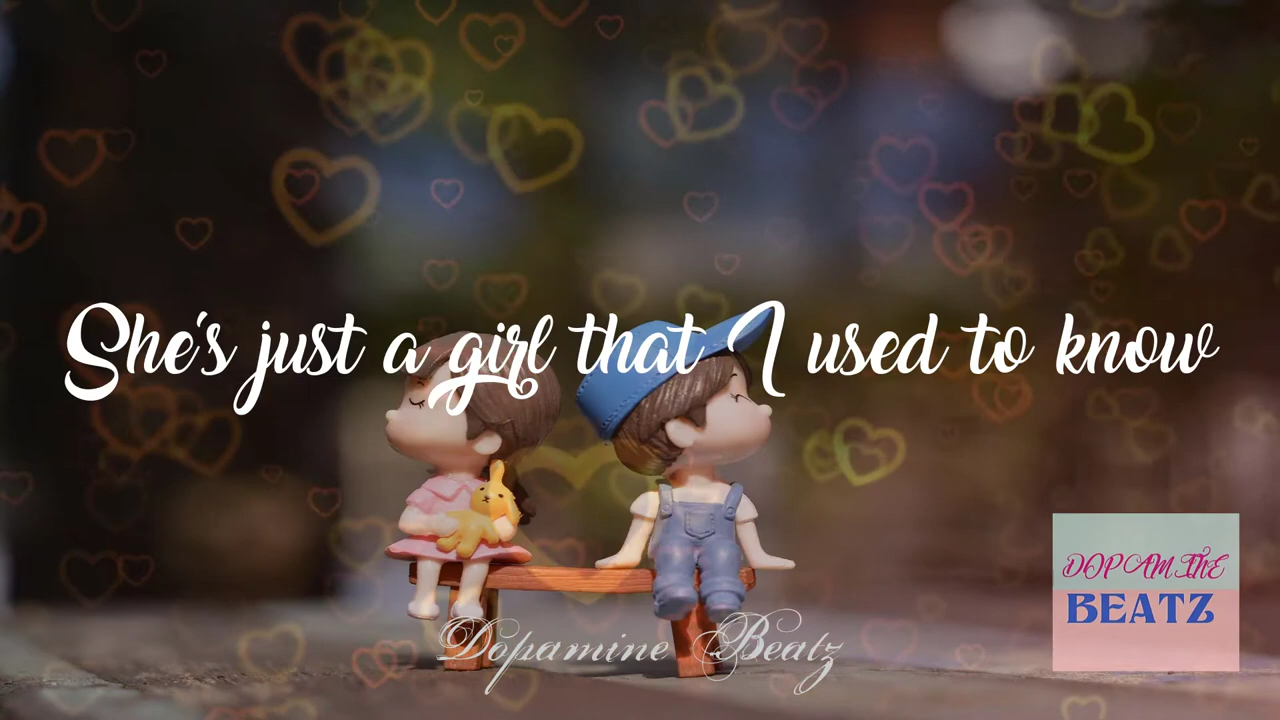 She's just a girl that I used to know
Dopamine Beatz
DOPAMINE
BEATZ